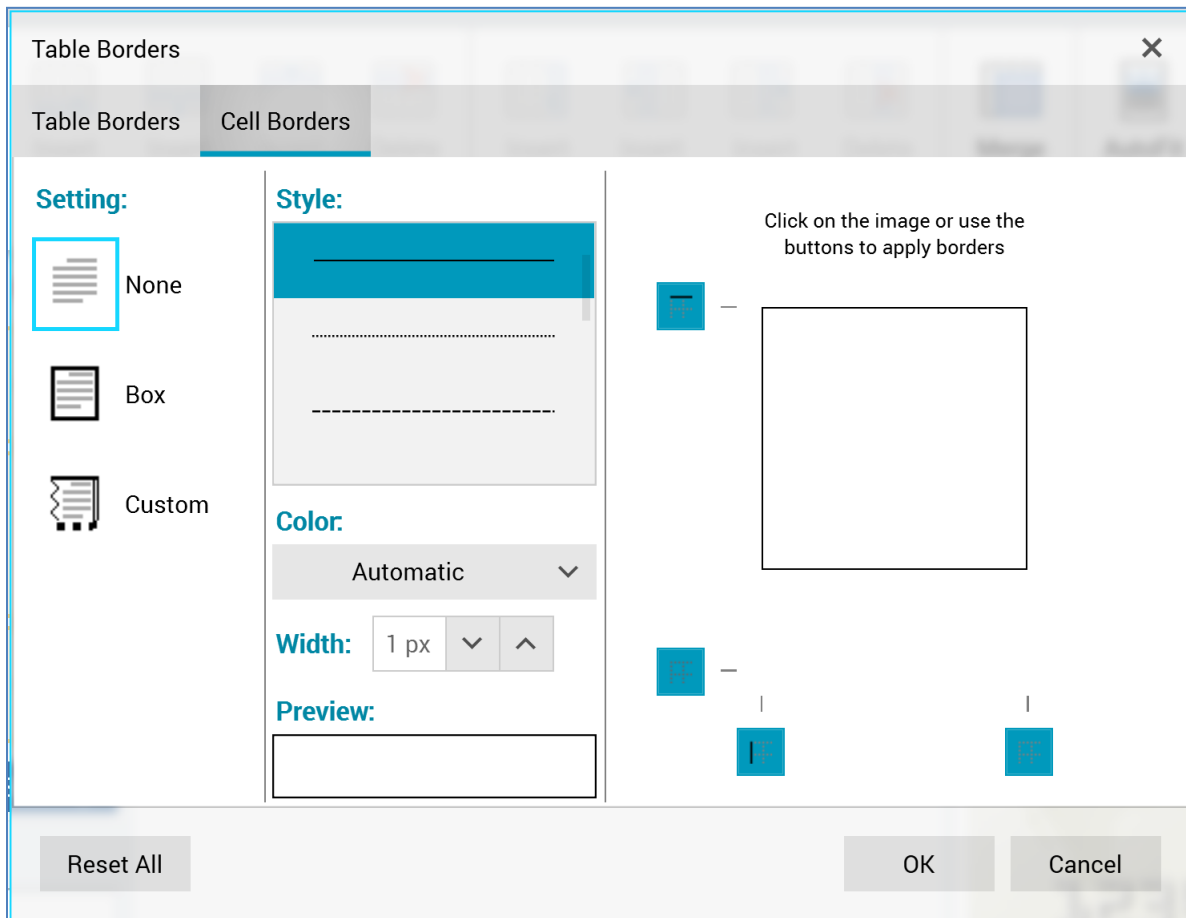 Table Borders
Table Borders
Cell Borders
Setting:
None
Box
Custom
Style:
Color:
Automatic
Width:
1 px
Preview:
Click on the image or use the
buttons to apply borders
Reset All
OK
Cancel